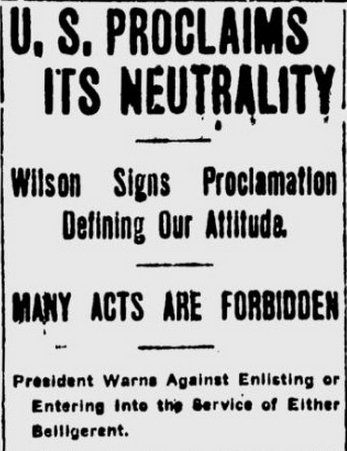 U. S. PROCLAIMS
ITS NEUTRALITY
Wilson Signs Proclamation
Defining Our Attitude.
MANY ACTS ARE FORBIDDEN
President Warns Against Enlisting or
Entering Into the Service of Either
Belligerent.